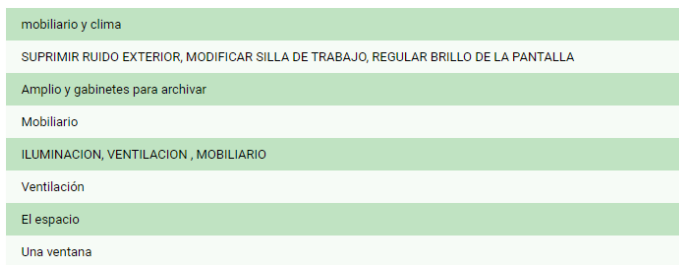 mobiliario y clima
SUPRIMIR RUIDO EXTERIOR, MODIFICAR SILLA DE TRABAJO, REGULAR BRILLO DE LA PANTALLA
Amplio y gabinetes para archivar
Mobiliario
ILUMINACION, VENTILACION , MOBILIARIO
Ventilación
El espacio
Una ventana